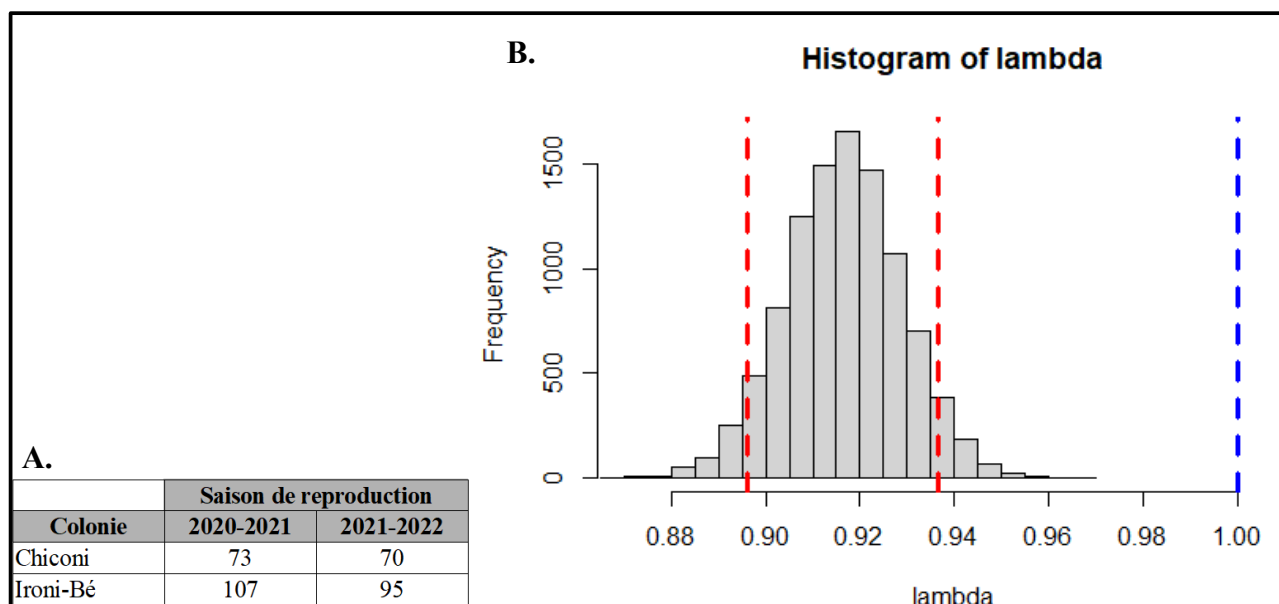 B.
Histogram of lambda
Frequency
0 500 1000 1500
0.88 0.90 0.92 0.94 0.96 0.98 1.00
lambda
A.
Saison de reproduction
Colonie 2020-2021 2021-2022
Chiconi 73 70
Ironi-Bé 107 95